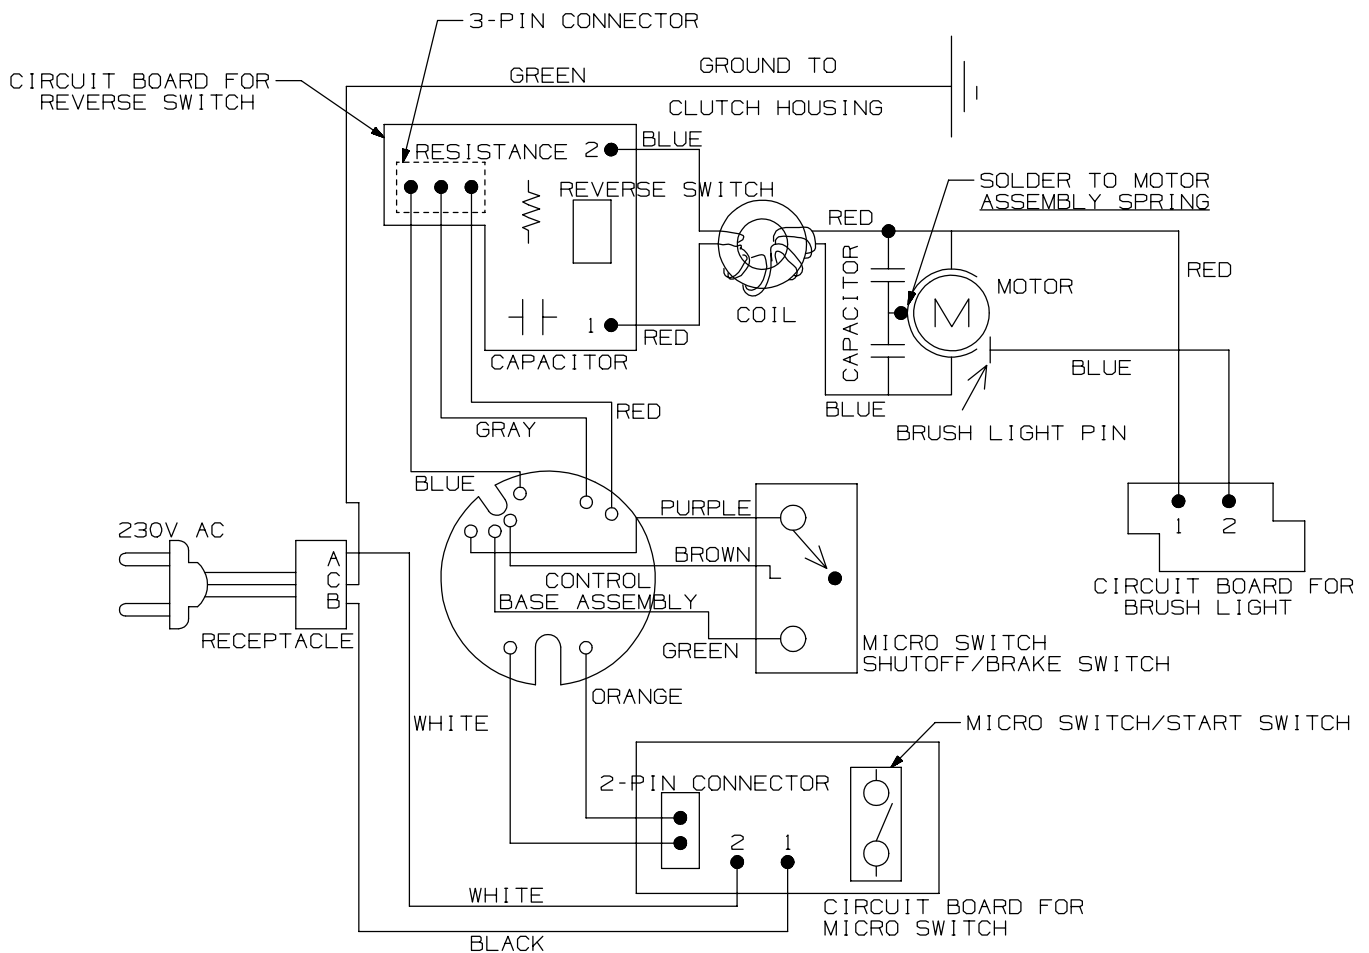 3-PIN CONNECTOR
GREEN
GROUND TO
CLUTCH HOUSING
CIRCUIT BOARD FOR
REVERSE SWITCH
RESISTANCE 2
BLUE
REVERSE SWITCH
SOLDER TO MOTOR
ASSEMBLY SPRING
RED
RED
CAPACITOR
MOTOR
M
COIL
1
RED
CAPACITOR
BLUE
BLUE
RED
GRAY
BRUSH LIGHT PIN
BLUE
PURPLE
1 2
230V AC
BROWN
A
C
B
CONTROL
BASE ASSEMBLY
CIRCUIT BOARD FOR
BRUSH LIGHT
RECEPTACLE
GREEN
MICRO SWITCH
SHUTOFF/BRAKE SWITCH
ORANGE
WHITE
MICRO SWITCH/START SWITCH
2-PIN CONNECTOR
2 1
WHITE
CIRCUIT BOARD FOR
MICRO SWITCH
BLACK